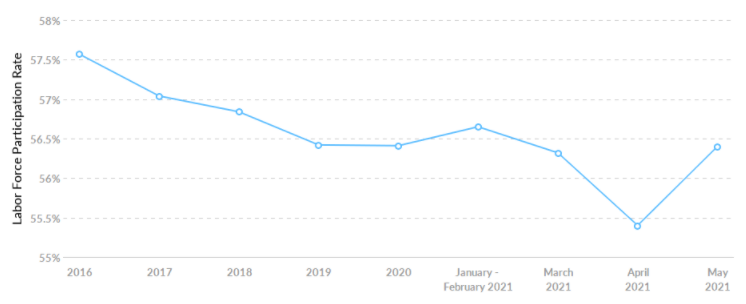 Labor Force Participation Rate
58%
57.5%
57%
56.5%
56%
55.5%
55%
2016
2017
2018
2019
2020
January -
February 2021
March
2021
April
2021
May
2021